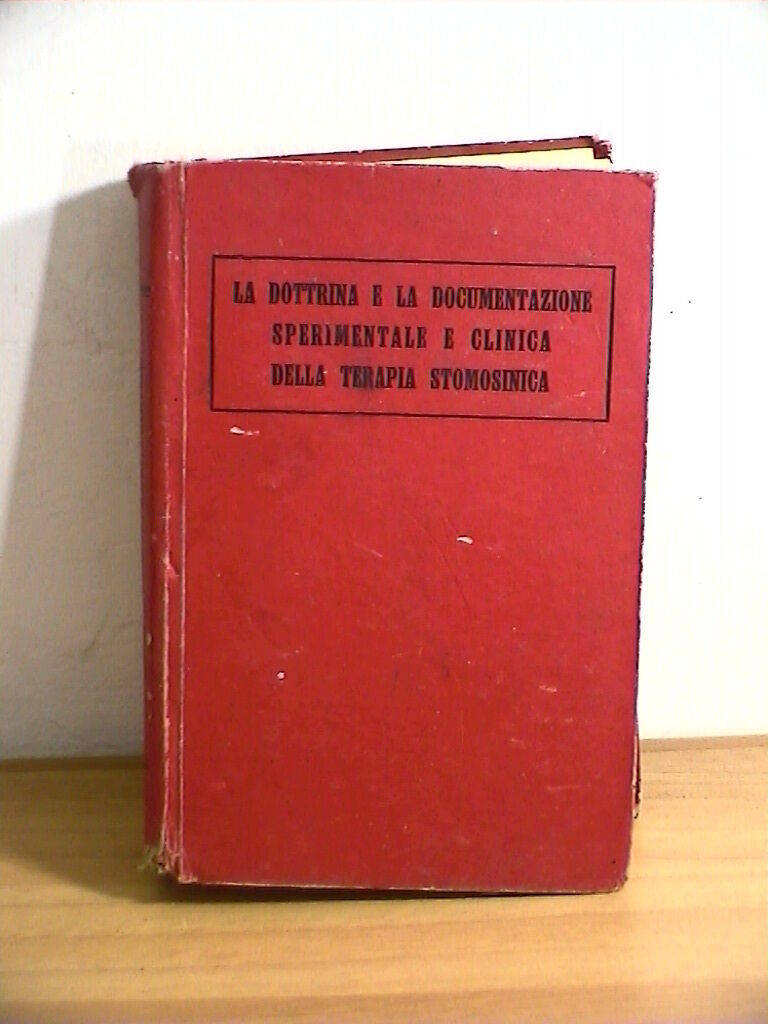 LA DOTTRINA E LA DOCUMENTAZIONE
SPERIMENTALE E CLINICA
DELLA TERAPIA STOMOSINICA